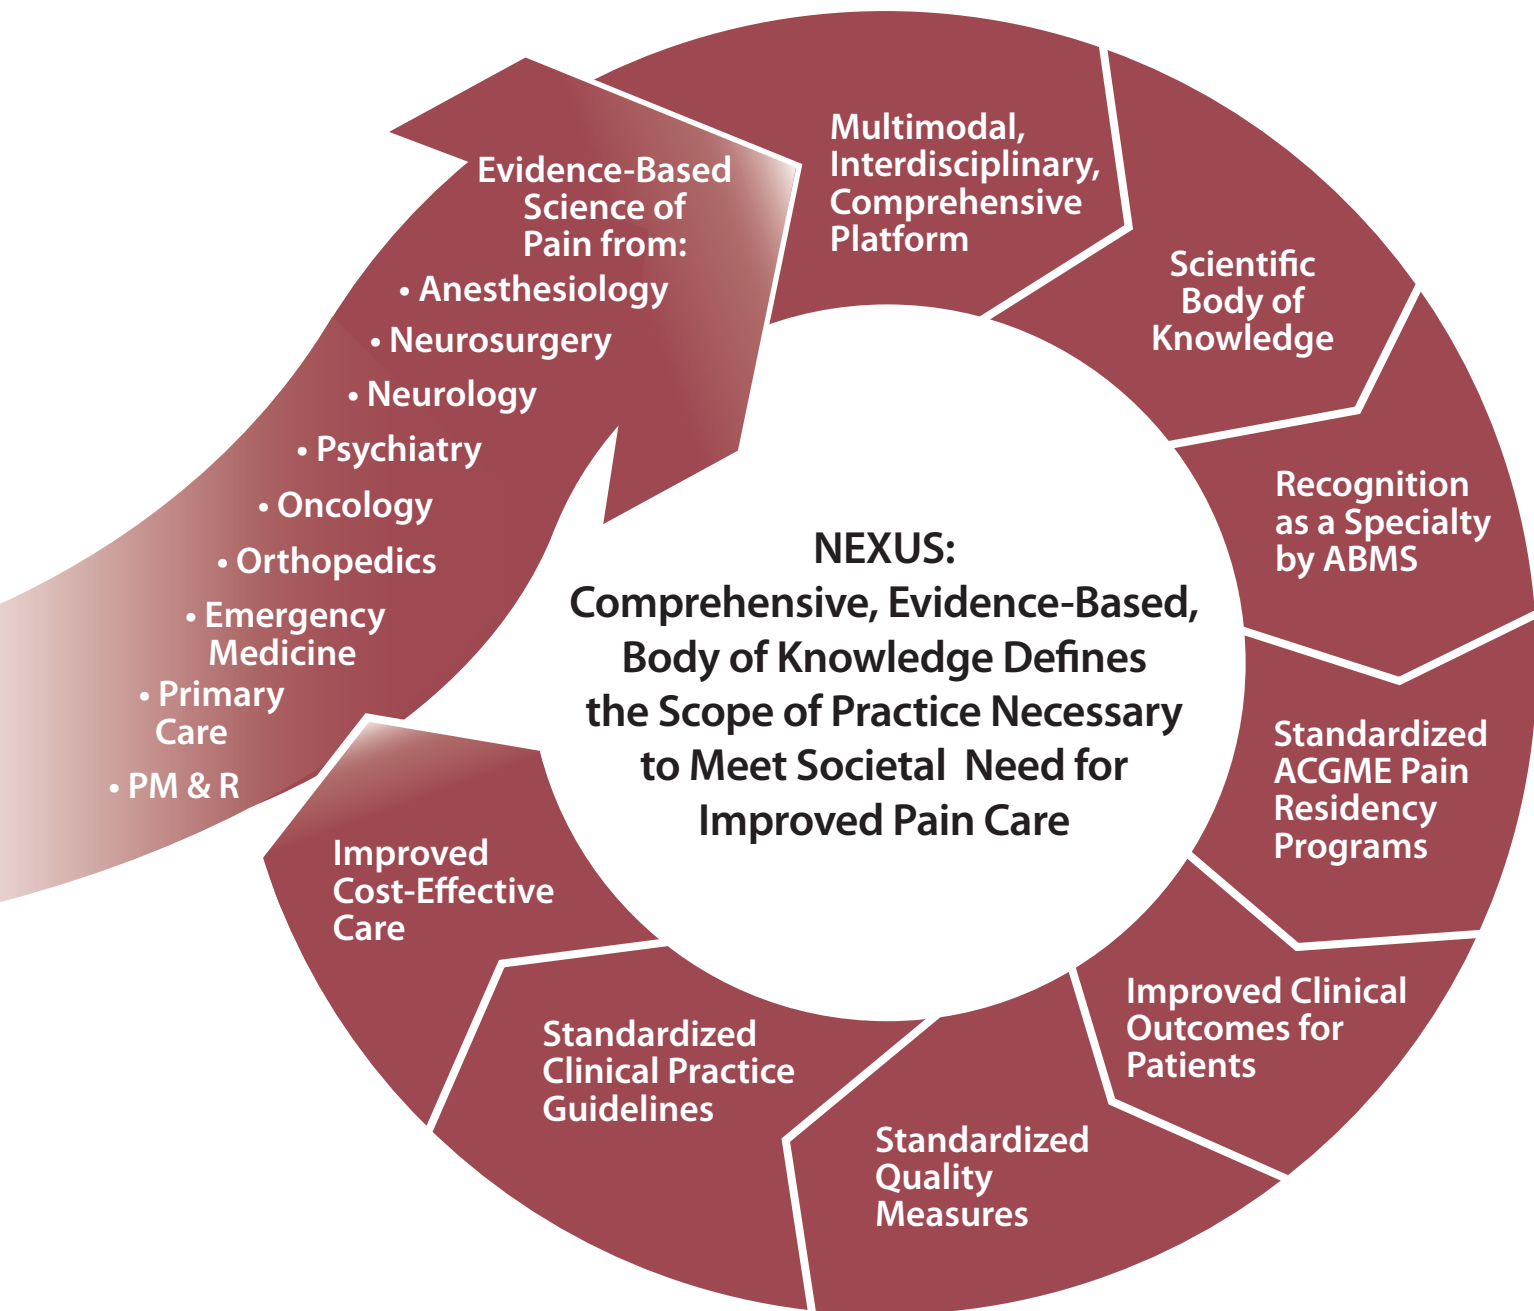 Evidence-Based
Science of
Pain from:
• Anesthesiology
• Neurosurgery
• Neurology
• Psychiatry
• Oncology
• Orthopedics
• Emergency
Medicine
• Primary
Care
• PM & R
Multimodal,
Interdisciplinary,
Comprehensive
Platform
Scientific
Body of
Knowledge
Recognition
as a Specialty
by ABMS
Standardized
ACGME Pain
Residency
Programs
Improved Clinical
Outcomes for
Patients
Standardized
Quality
Measures
Standardized
Clinical Practice
Guidelines
Improved
Cost-Effective
Care
NEXUS:
Comprehensive, Evidence-Based,
Body of Knowledge Defines
the Scope of Practice Necessary
to Meet Societal  Need for
Improved Pain Care